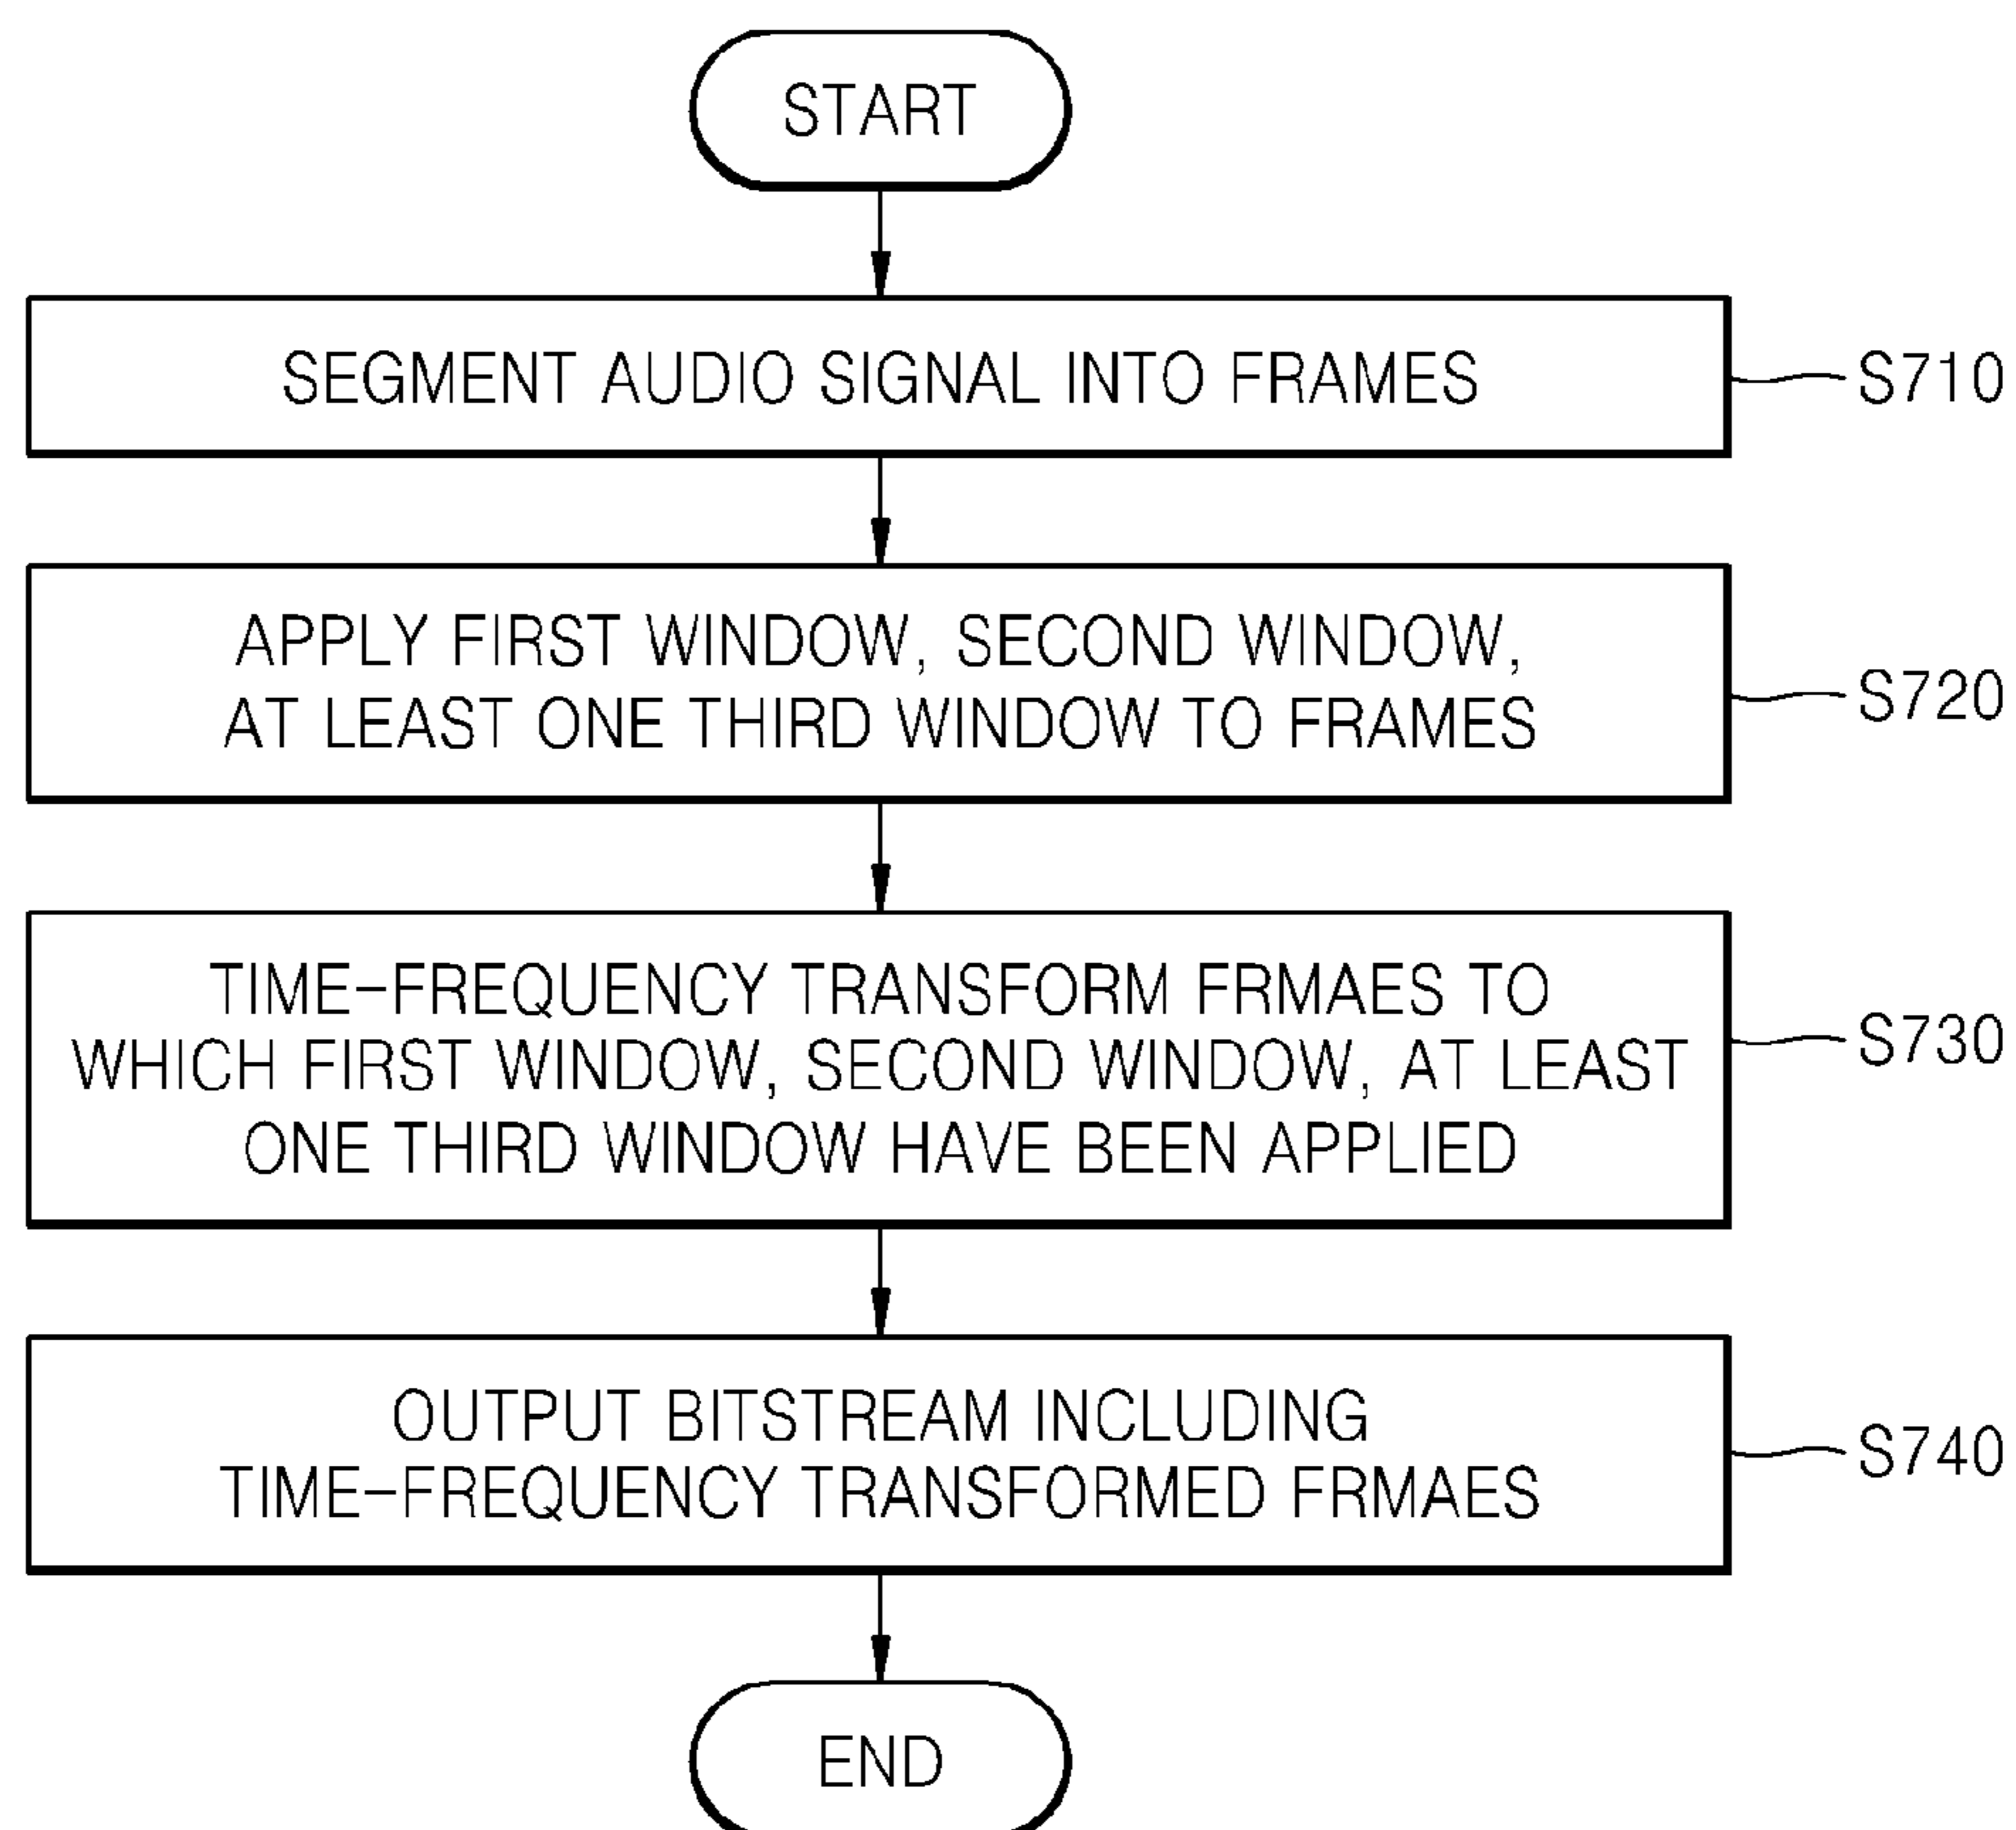 START
SEGMENT AUDIO SIGNAL INTO FRAMES
S710
APPLY FIRST WINDOW, SECOND WINDOW,
AT LEAST ONE THIRD WINDOW TO FRAMES
S720
TIME-FREQUENCY TRANSFORM FRMAES TO
WHICH FIRST WINDOW, SECOND WINDOW, AT LEAST
ONE THIRD WINDOW HAVE BEEN APPLIED
S730
OUTPUT BITSTREAM INCLUDING
TIME-FREQUENCY TRANSFORMED FRMAES
S740
END